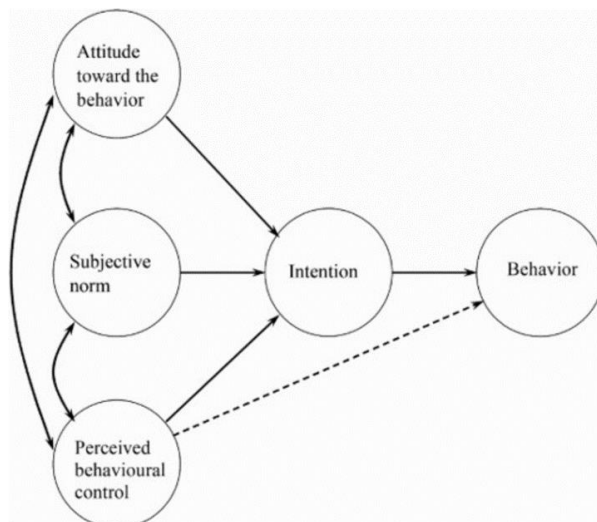 Attitude
toward the
behavior
Subjective
norm
Intention
Behavior
Perceived
behavioural
control